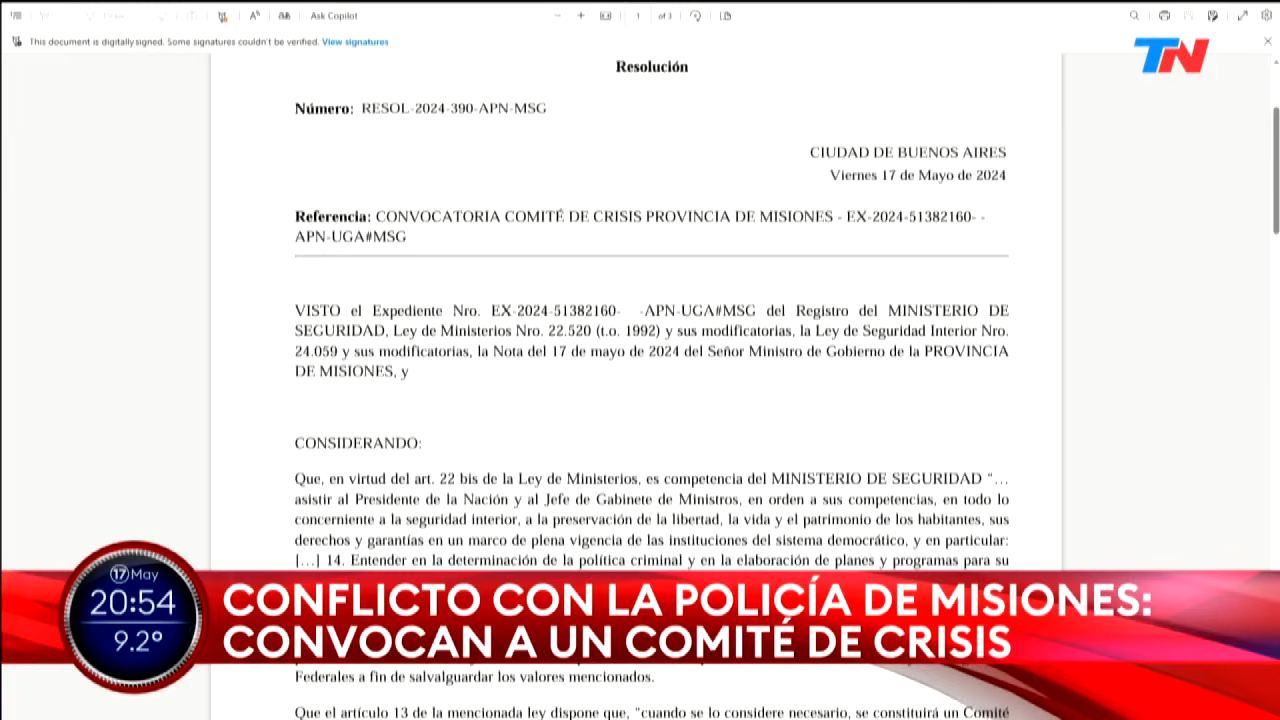 Ask Copilot
1 of 3
This document is digitally signed. Some signatures couldn't be verified. View signatures
TN
Resolución
Número: RESOL-2024-390-APN-MSG
CIUDAD DE BUENOS AIRES
Viernes 17 de Mayo de 2024
Referencia: CONVOCATORIA COMITÉ DE CRISIS PROVINCIA DE MISIONES - EX-2024-51382160- -
APN-UGA#MSG
VISTO el Expediente Nro. EX-2024-51382160- -APN-UGA#MSG del Registro del MINISTERIO DE
SEGURIDAD, Ley de Ministerios Nro. 22.520 (t.o. 1992) y sus modificatorias, la Ley de Seguridad Interior Nro.
24.059 y sus modificatorias, la Nota del 17 de mayo de 2024 del Señor Ministro de Gobierno de la PROVINCIA
DE MISIONES, y
CONSIDERANDO:
Que, en virtud del art. 22 bis de la Ley de Ministerios, es competencia del MINISTERIO DE SEGURIDAD "…
asistir al Presidente de la Nación y al Jefe de Gabinete de Ministros, en orden a sus competencias, en todo lo
concerniente a la seguridad interior, a la preservación de la libertad, la vida y el patrimonio de los habitantes, sus
derechos y garantías en un marco de plena vigencia de las instituciones del sistema democrático, y en particular:
[…] 14. Entender en la determinación de la política criminal y en la elaboración de planes y programas para su
17 May
20:54
9.2°
CONFLICTO CON LA POLICÍA DE MISIONES:
CONVOCAN A UN COMITÉ DE CRISIS
Federales a fin de salvalguardar los valores mencionados.
Que el artículo 13 de la mencionada ley dispone que, "cuando se lo considere necesario, se constituirá un Comité